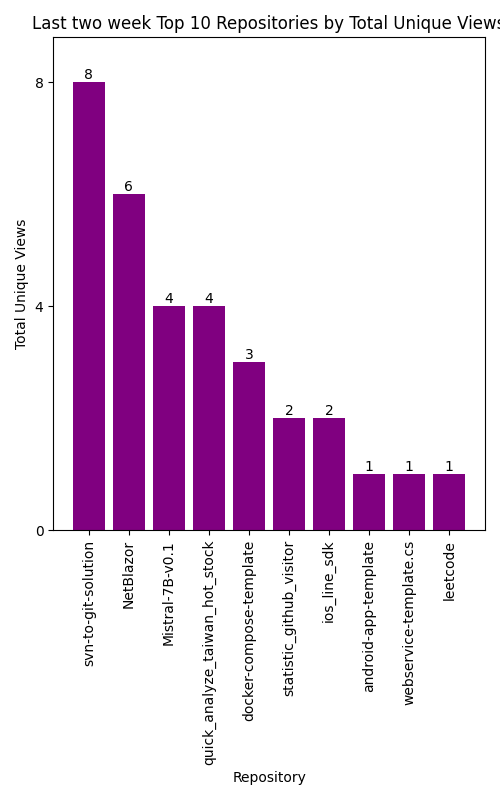 Last two week Top 10 Repositories by Total Unique Views
8
6
4
4
3
2
2
1
1
1
8
4
0
Total Unique Views
svn-to-git-solution
NetBlazor
Mistral-7B-v0.1
quick_analyze_taiwan_hot_stock
docker-compose-template
statistic_github_visitor
ios_line_sdk
android-app-template
webservice-template.cs
leetcode
Repository